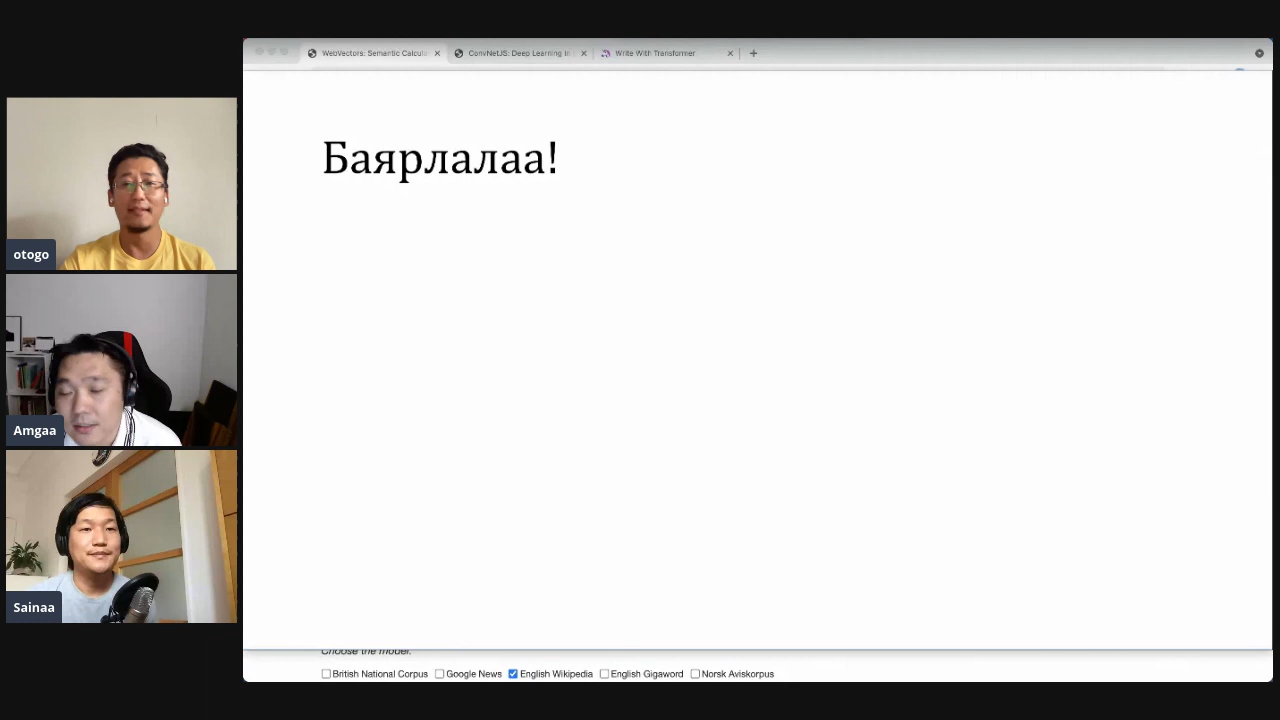 WebVectors: Semantic Calcula
ConvNetJS: Deep Learning in
Write With Transformer
Баярлалаа!
otogo
Amgaa
Sainaa
Choose the model:
British National Corpus
Google News
English Wikipedia
English Gigaword
Norsk Aviskorpus